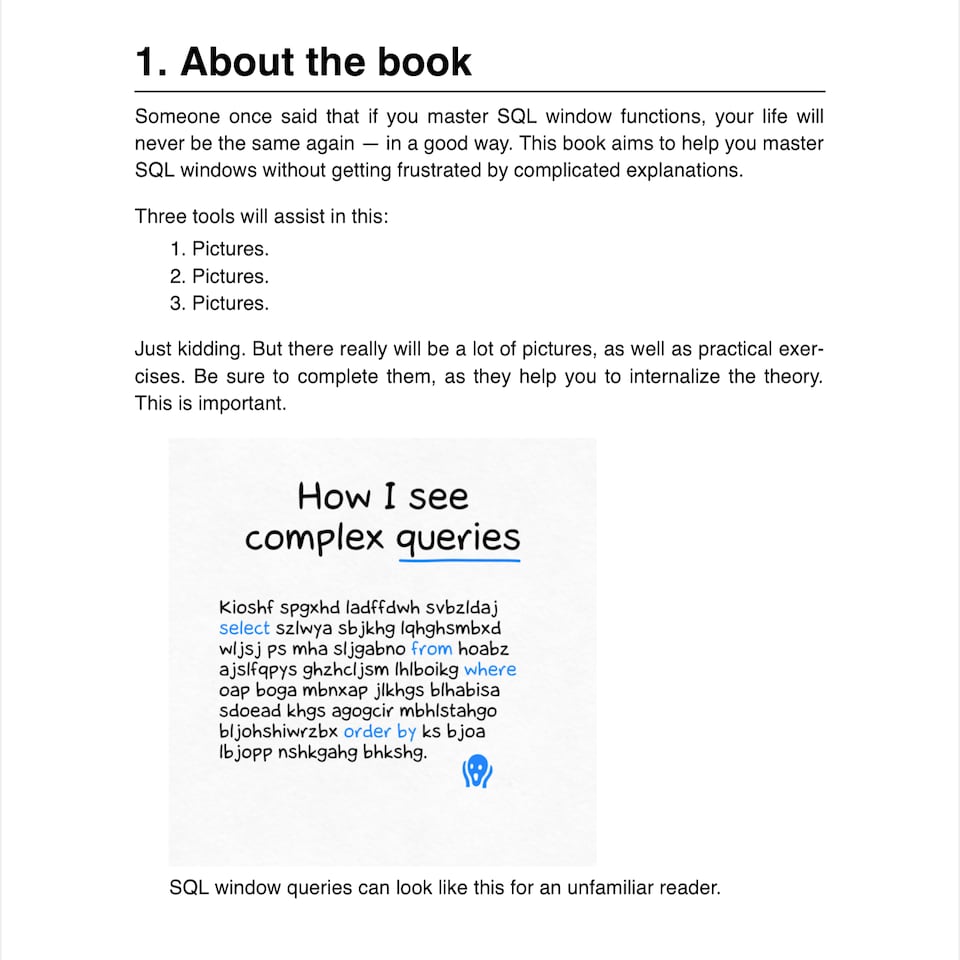 1. About the book
Someone once said that if you master SQL window functions, your life will
never be the same again — in a good way. This book aims to help you master
SQL windows without getting frustrated by complicated explanations.
Three tools will assist in this:
1. Pictures.
2. Pictures.
3. Pictures.
Just kidding. But there really will be a lot of pictures, as well as practical exer-
cises. Be sure to complete them, as they help you to internalize the theory.
This is important.
How I see
complex queries
Kioshf spgxhd ladffdwh svbzldaj
select szlwya sbjkhg lqhghsmbxd
wljsj ps mha sljgabno from hoabz
ajslfqpys ghzhcljsm lhlboikg where
oap boga mbnxap jlkhgs blhabisa
sdoead khgs agogcir mbhlstahgo
bljohshiwrzbx order by ks bjoa
lbjopp nshkgahg bhkshg.
SQL window queries can look like this for an unfamiliar reader.